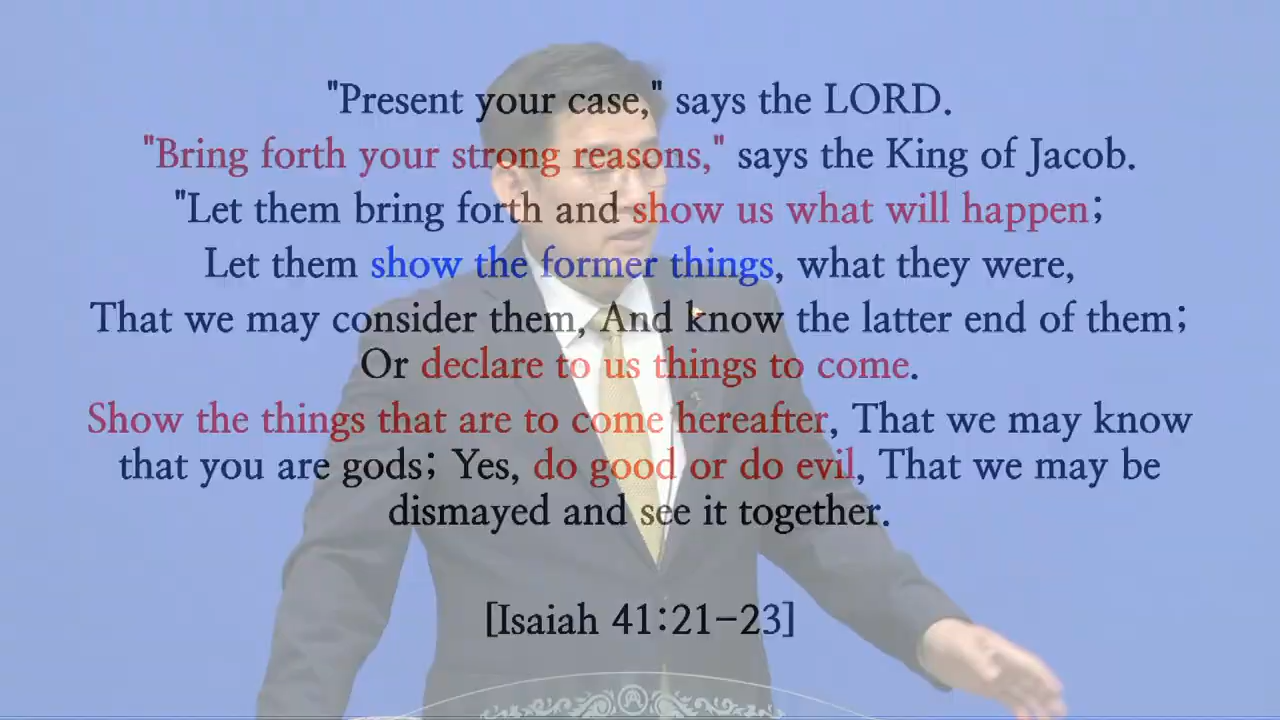 "Present your case," says the LORD.
"Bring forth your strong reasons," says the King of Jacob.
"Let them bring forth and show us what will happen;
Let them show the former things, what they were,
That we may consider them, And know the latter end of them;
Or declare to us things to come.
Show the things that are to come hereafter, That we may know
that you are gods; Yes, do good or do evil, That we may be
dismayed and see it together.
[Isaiah 41:21-23]